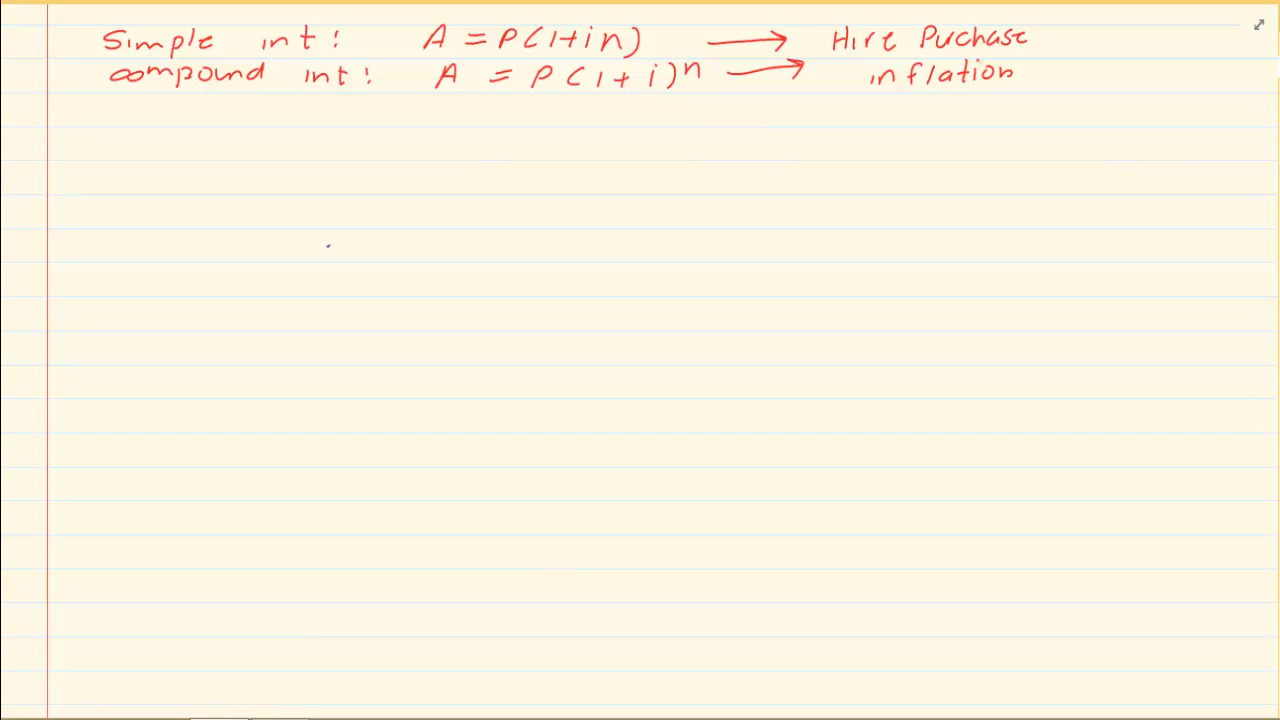 Simple int : A = P(1+in) → Hire Puchase
compound int : A = P(1+i)ⁿ → inflation